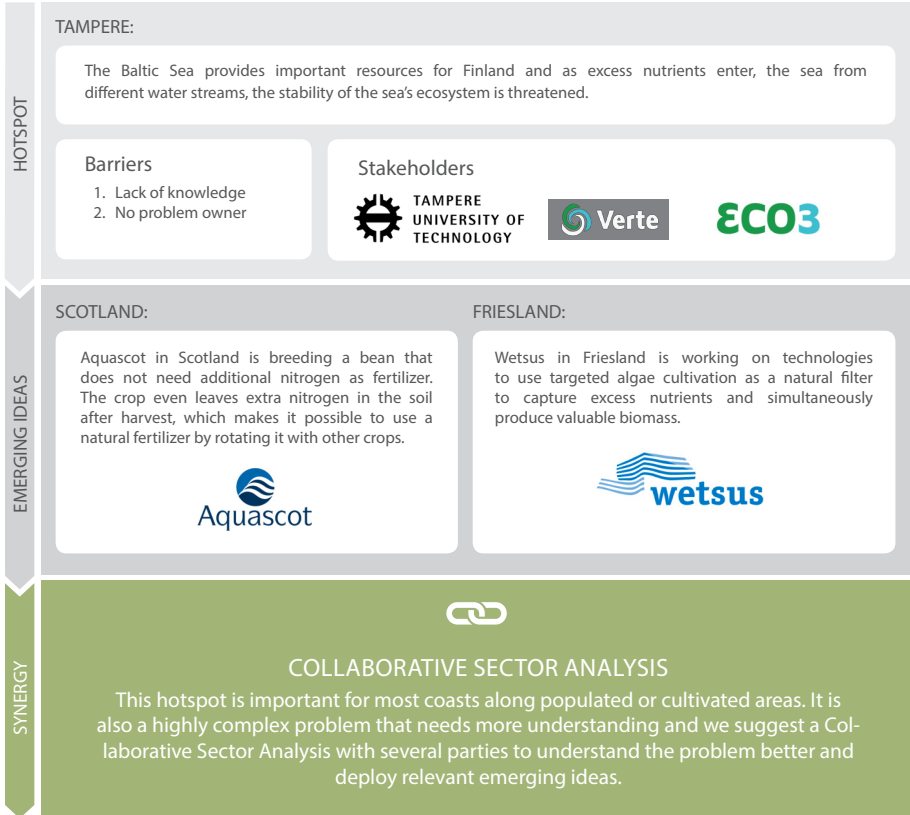 HOTSPOT
TAMPERE:
The Baltic Sea provides important resources for Finland and as excess nutrients enter, the sea from
different water streams, the stability of the sea's ecosystem is threatened.
Barriers
1. Lack of knowledge
2. No problem owner
Stakeholders
TAMPERE
UNIVERSITY OF
TECHNOLOGY
Verte
ƐCO3
EMERGING IDEAS
SCOTLAND:
Aquascot in Scotland is breeding a bean that
does not need additional nitrogen as fertilizer.
The crop even leaves extra nitrogen in the soil
after harvest, which makes it possible to use a
natural fertilizer by rotating it with other crops.
Aquascot
FRIESLAND:
Wetsus in Friesland is working on technologies
to use targeted algae cultivation as a natural filter
to capture excess nutrients and simultaneously
produce valuable biomass.
wetsus
SYNERGY
COLLABORATIVE SECTOR ANALYSIS
This hotspot is important for most coasts along populated or cultivated areas. It is
also a highly complex problem that needs more understanding and we suggest a Col-
laborative Sector Analysis with several parties to understand the problem better and
deploy relevant emerging ideas.